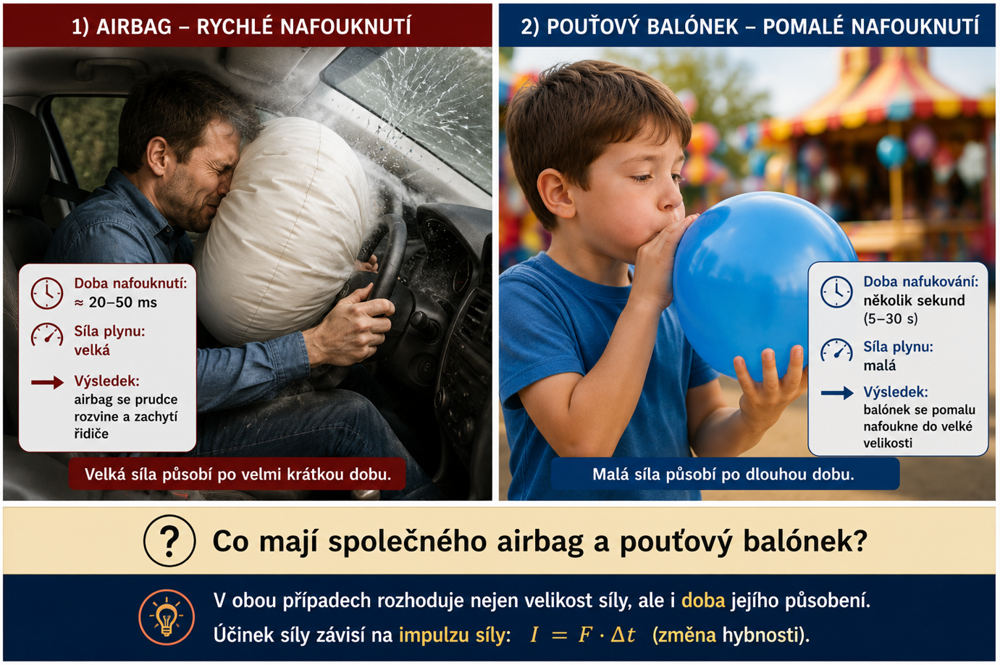 1) AIRBAG – RYCHLÉ NAFOUKNUTÍ
2) POUŤOVÝ BALÓNEK – POMALÉ NAFOUKNUTÍ
Doba nafouknutí:
≈ 20–50 ms
Síla plynu:
velká
Výsledek:
airbag se prudce
rozvine a zachytí
řidiče
Velká síla působí po velmi krátkou dobu.
Doba nafukování:
několik sekund
(5–30 s)
Síla plynu:
malá
Výsledek:
balónek se pomalu
nafoukne do velké
velikosti
Malá síla působí po dlouhou dobu.
? Co mají společného airbag a pouťový balónek?
V obou případech rozhoduje nejen velikost síly, ale i doba jejího působení.
Účinek síly závisí na impulzu síly: I = F · Δt (změna hybnosti).